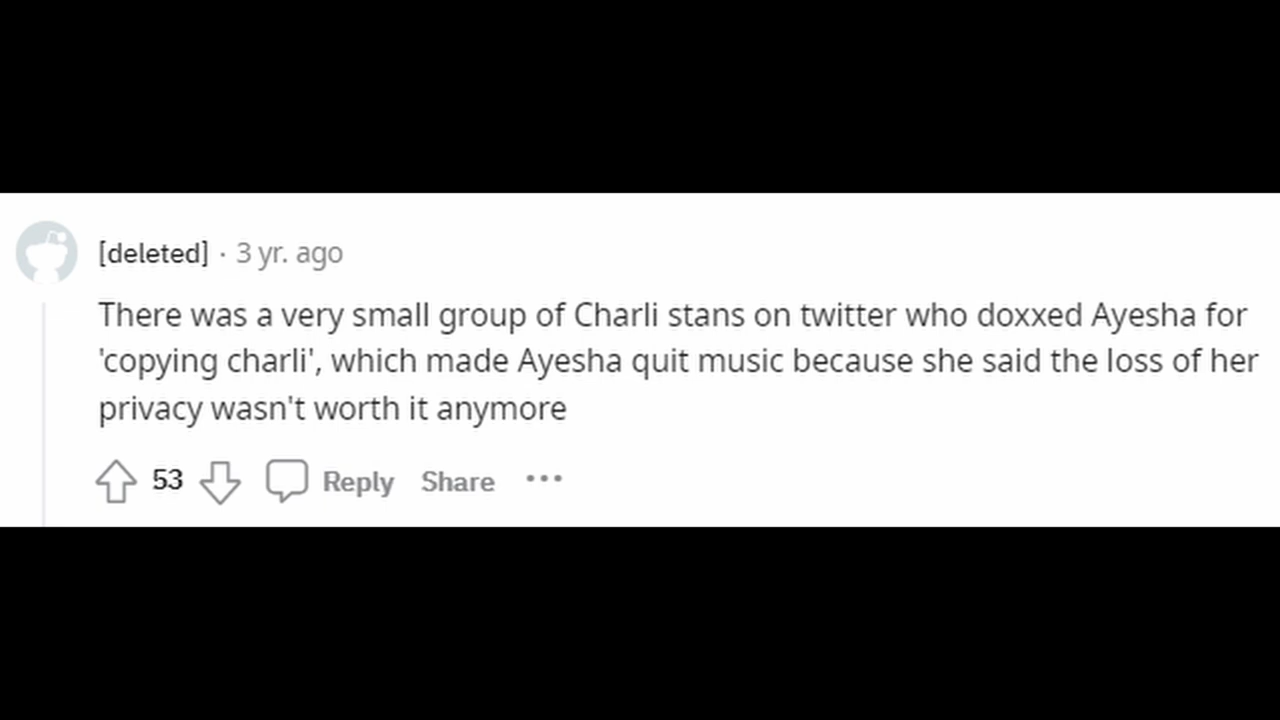 [deleted] · 3 yr. ago
There was a very small group of Charli stans on twitter who doxxed Ayesha for
'copying charli', which made Ayesha quit music because she said the loss of her
privacy wasn't worth it anymore
53 Reply Share ···